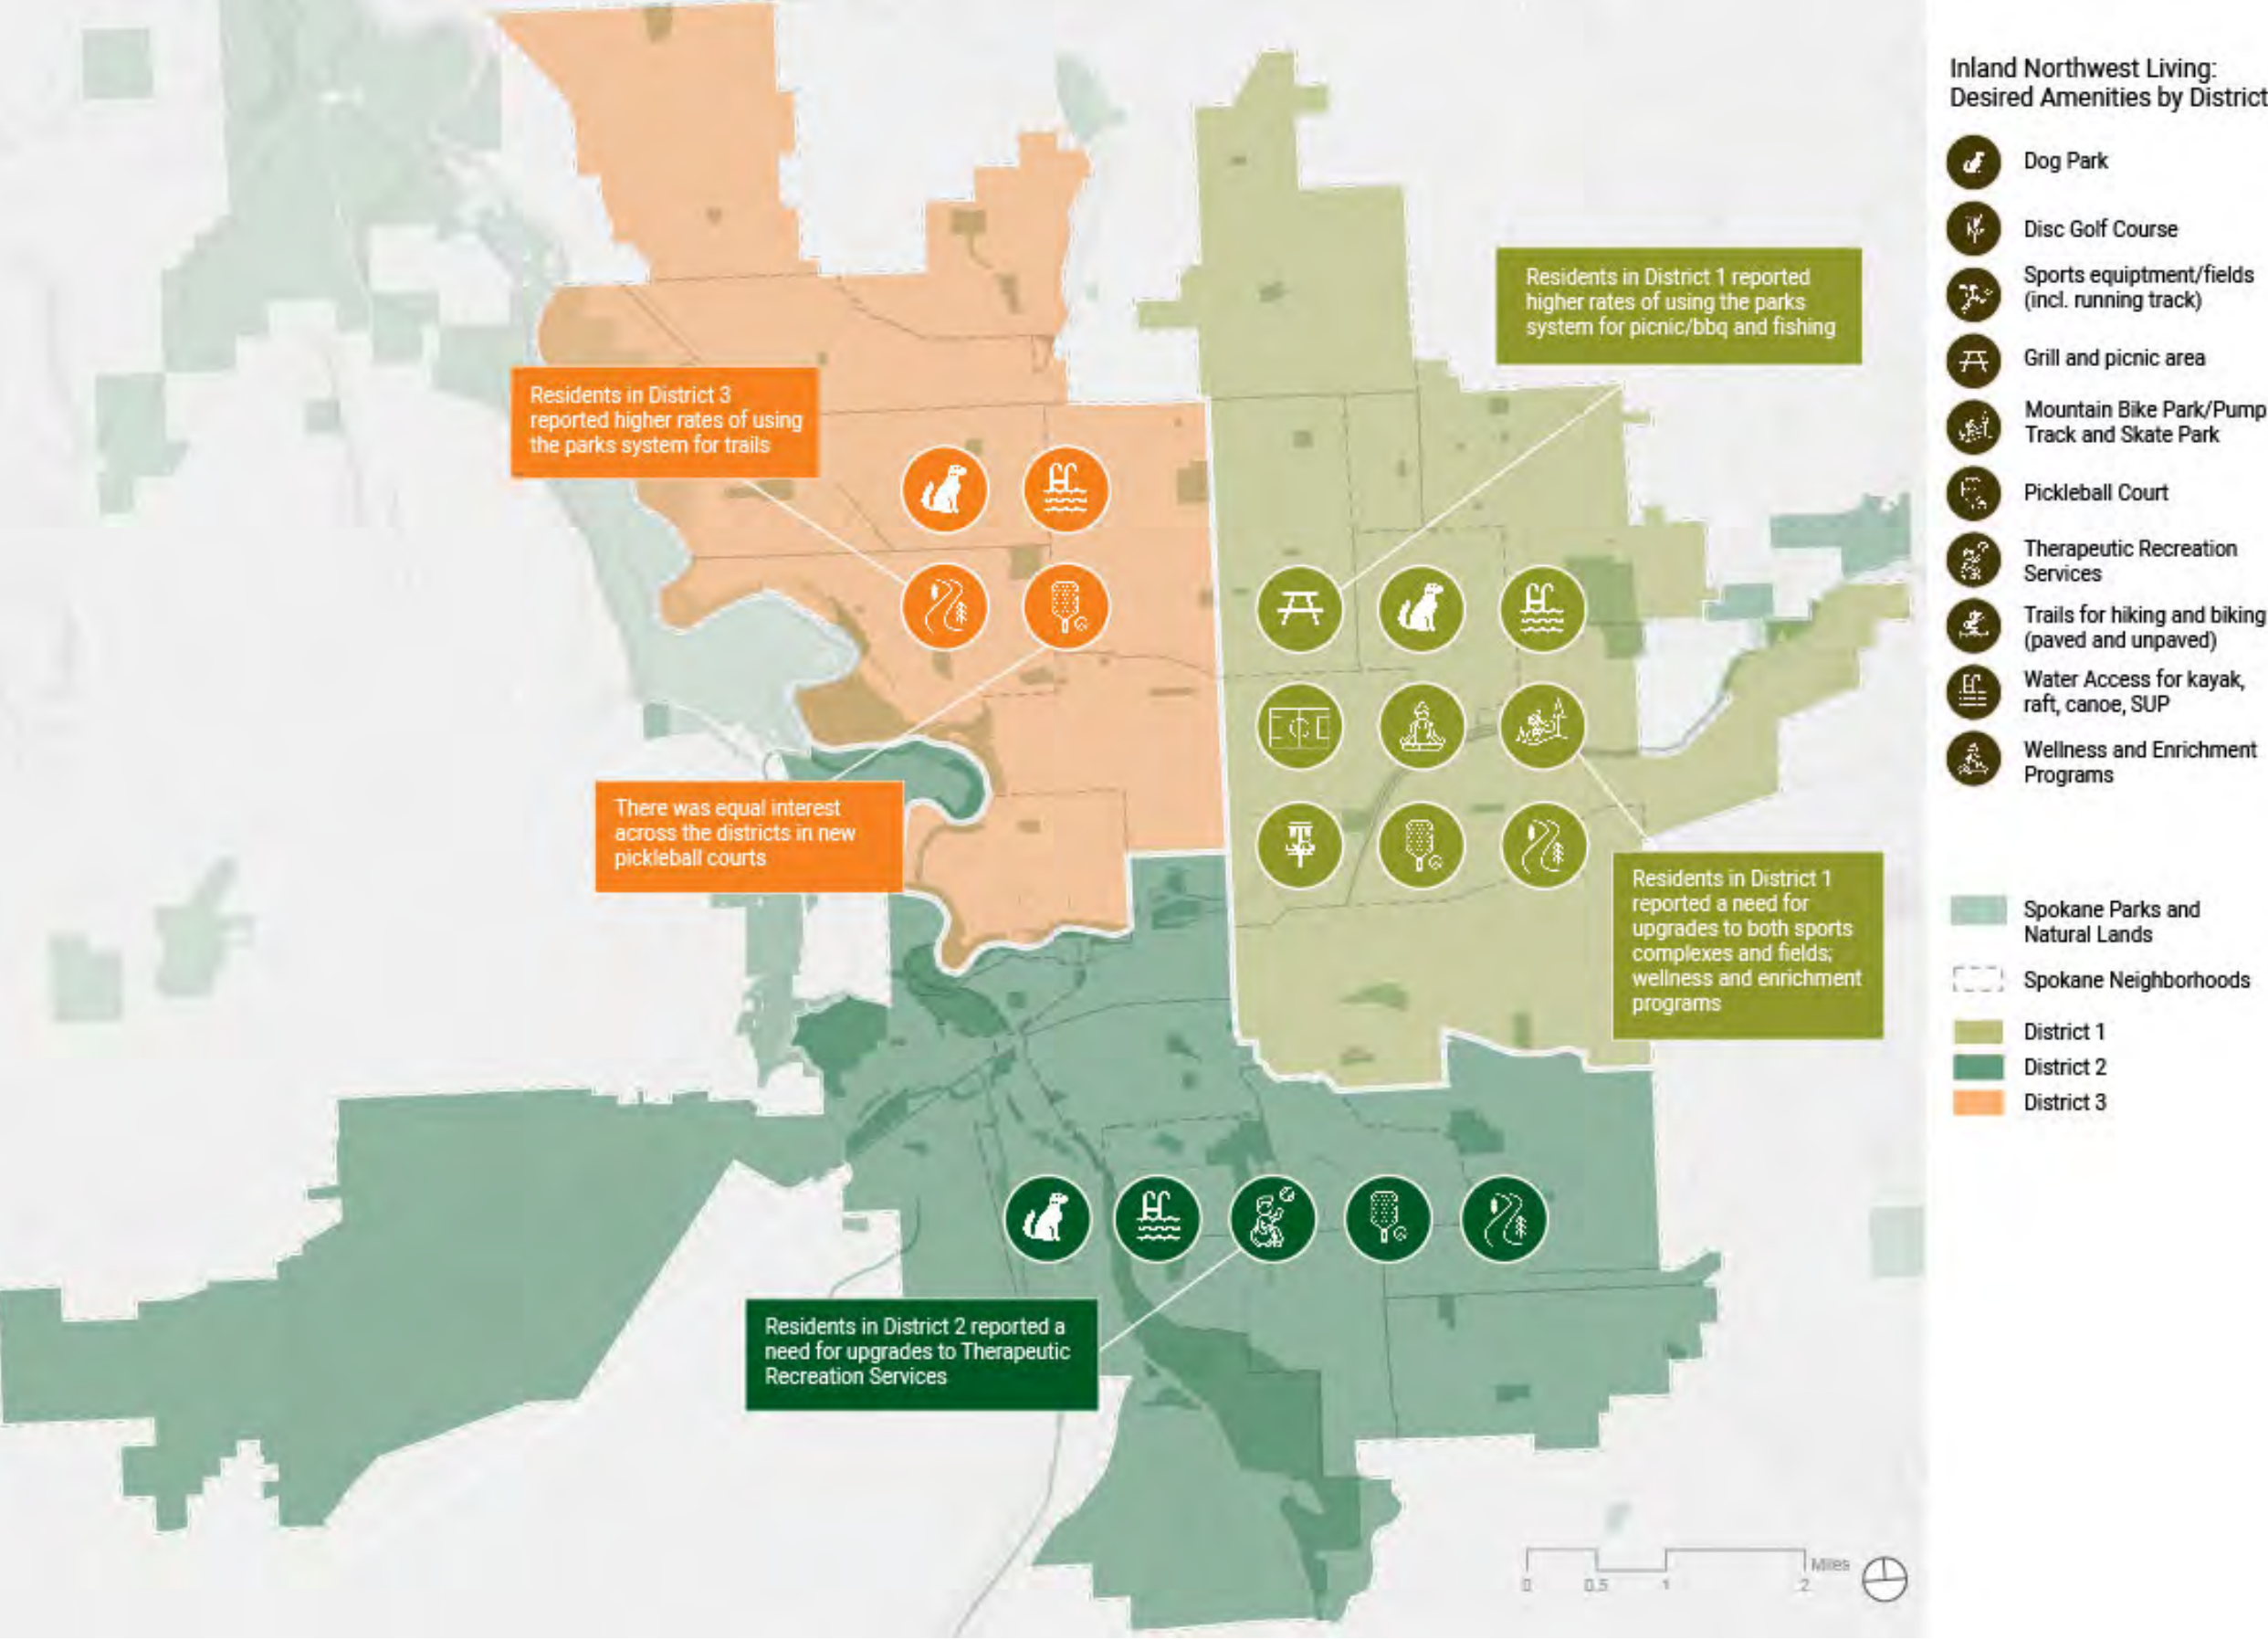 Inland Northwest Living:
Desired Amenities by District
Dog Park
Disc Golf Course
Sports equiptment/fields
(incl. running track)
Grill and picnic area
Mountain Bike Park/Pump
Track and Skate Park
Pickleball Court
Therapeutic Recreation
Services
Trails for hiking and biking
(paved and unpaved)
Water Access for kayak,
raft, canoe, SUP
Wellness and Enrichment
Programs
Spokane Parks and
Natural Lands
Spokane Neighborhoods
District 1
District 2
District 3
Residents in District 1 reported
higher rates of using the parks
system for picnic/bbq and fishing
Residents in District 3
reported higher rates of using
the parks system for trails
There was equal interest
across the districts in new
pickleball courts
Residents in District 1
reported a need for
upgrades to both sports
complexes and fields;
wellness and enrichment
programs
Residents in District 2 reported a
need for upgrades to Therapeutic
Recreation Services
Miles
0 0.5 1 2